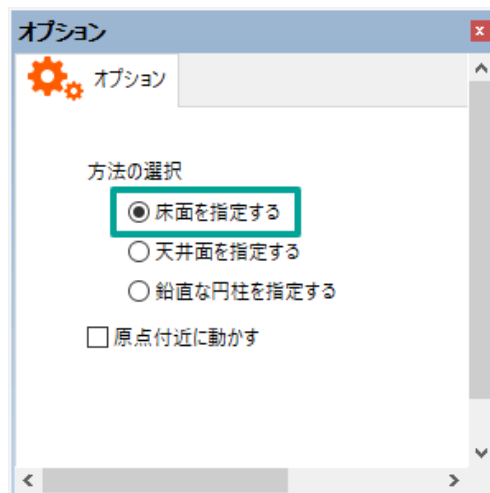 オプション
オプション
方法の選択
床面を指定する
天井面を指定する
鉛直な円柱を指定する
原点付近に動かす